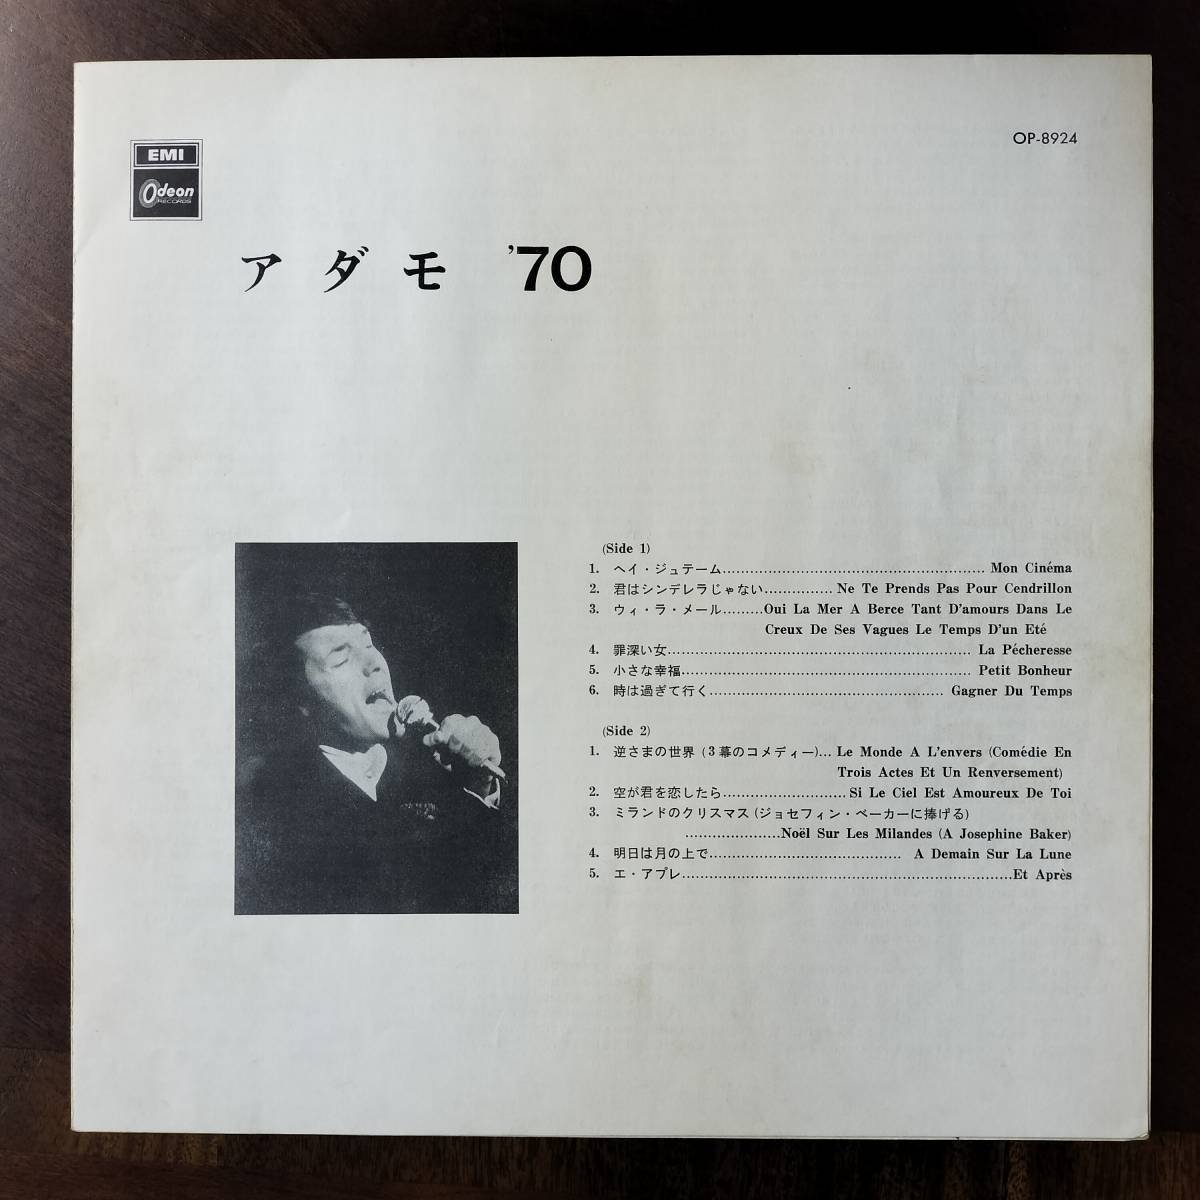 EMI
Odeon
RECORDS
OP-8924
アダモ '70
(Side 1)
1. ヘイ・ジュテーム........................................................... Mon Cinéma
2. 君はシンデレラじゃない............... Ne Te Prends Pas Pour Cendrillon
3. ウィ・ラ・メール.........Oui La Mer A Berce Tant D'amours Dans Le
Creux De Ses Vagues Le Temps D'un Eté
4. 罪深い女.................................................................. La Pécheresse
5. 小さな幸福............................................................... Petit Bonheur
6. 時は過ぎて行く.................................................... Gagner Du Temps
(Side 2)
1. 逆さまの世界 (3幕のコメディー)... Le Monde A L'envers (Comédie En
Trois Actes Et Un Renversement)
2. 空が君を恋したら...........................Si Le Ciel Est Amoureux De Toi
3. ミランドのクリスマス (ジョセフィン・ベーカーに捧げる)
.....................Noël Sur Les Milandes (A Josephine Baker)
4. 明日は月の上で.......................................... A Demain Sur La Lune
5. エ・アプレ........................................................................Et Après